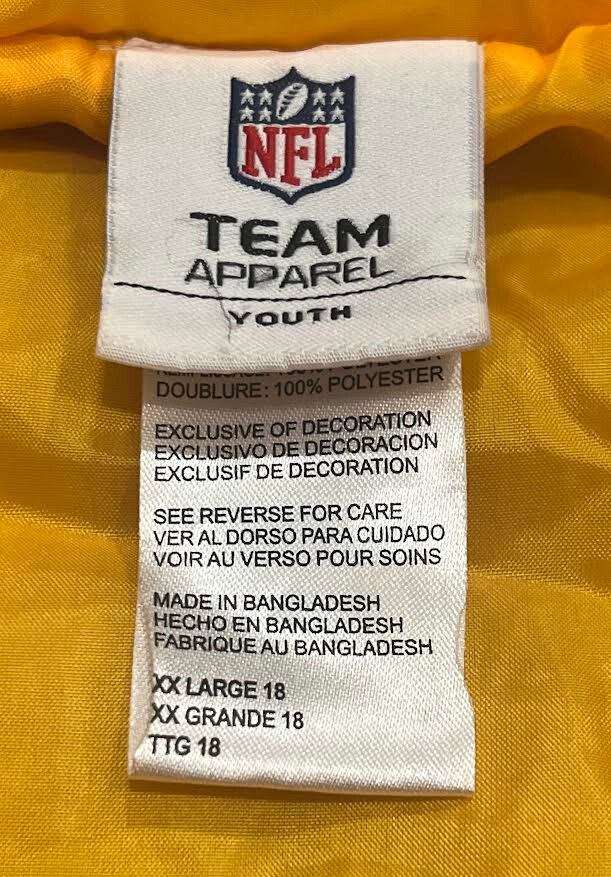 NFL
TEAM
APPAREL
YOUTH
DOUBLURE: 100% POLYESTER
EXCLUSIVE OF DECORATION
EXCLUSIVO DE DECORACION
EXCLUSIF DE DECORATION
SEE REVERSE FOR CARE
VER AL DORSO PARA CUIDADO
VOIR AU VERSO POUR SOINS
MADE IN BANGLADESH
HECHO EN BANGLADESH
FABRIQUE AU BANGLADESH
XX LARGE 18
XX GRANDE 18
TTG 18